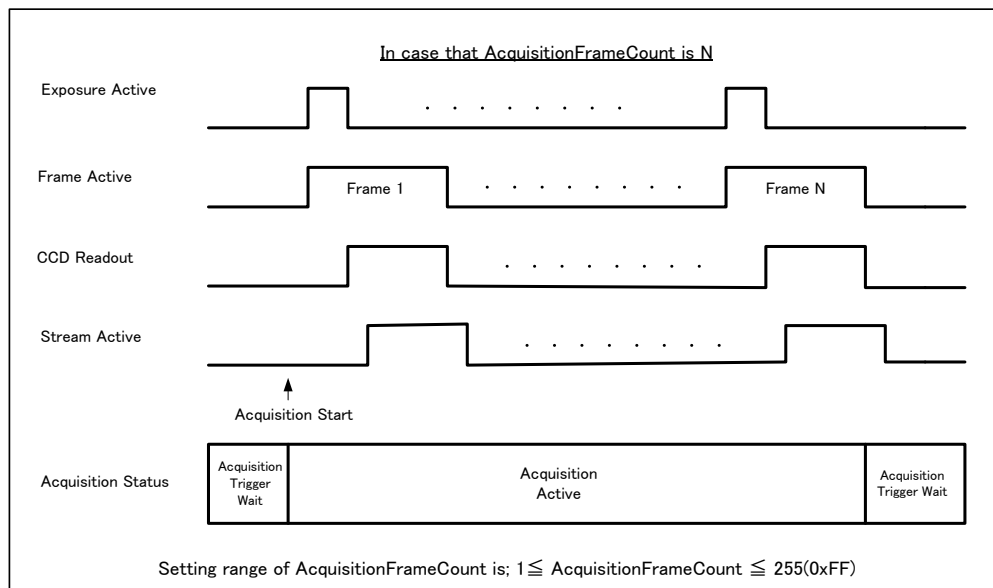 In case that AcquisitionFrameCount is N
Exposure Active
Frame Active
Frame 1
Frame N
CCD Readout
Stream Active
Acquisition Start
Acquisition Status
Acquisition
Trigger
Wait
Acquisition
Active
Acquisition
Trigger Wait
Setting range of AcquisitionFrameCount is; 1≦ AcquisitionFrameCount ≦ 255(0xFF)